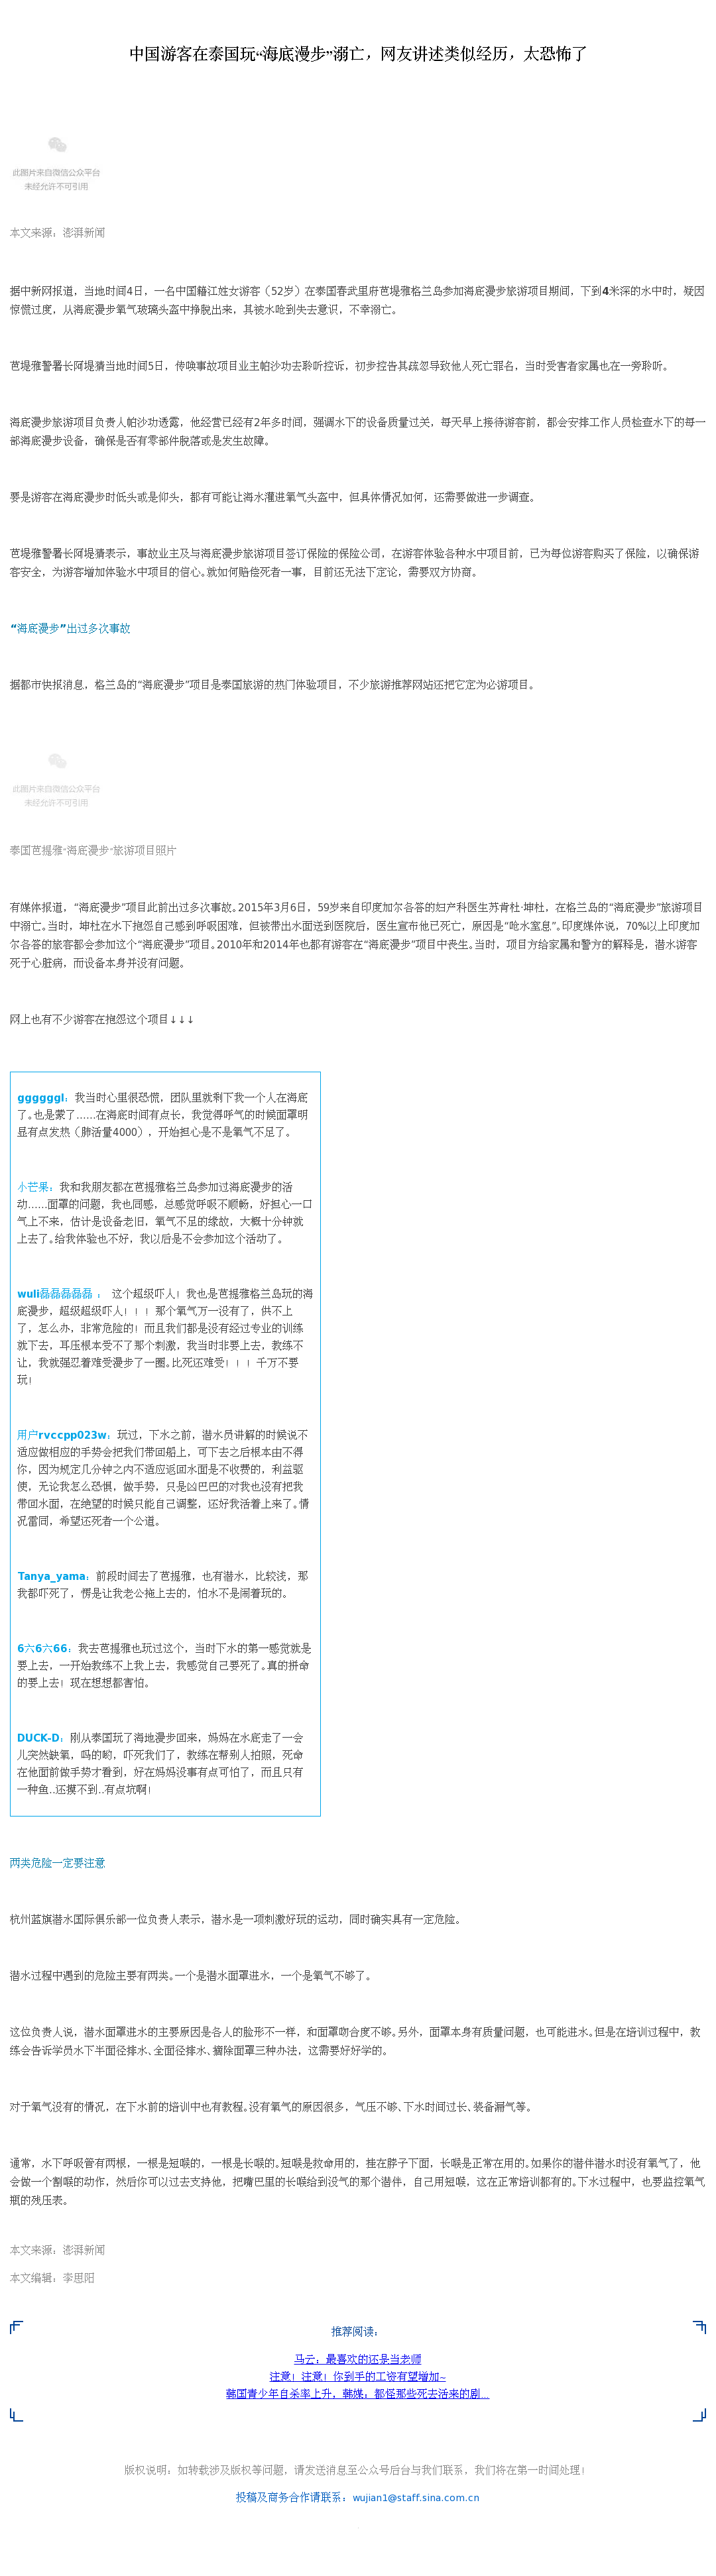 中国游客在泰国玩“海底漫步”溺亡，网友讲述类似经历，太恐怖了
此图片来自微信公众平台
未经允许不可引用
本文来源：澎湃新闻
据中新网报道，当地时间4日，一名中国籍江姓女游客（52岁）在泰国春武里府芭堤雅格兰岛参加海底漫步旅游项目期间，下到4米深的水中时，疑因
惊慌过度，从海底漫步氧气玻璃头盔中挣脱出来，其被水呛到失去意识，不幸溺亡。
芭堤雅警署长阿堤猜当地时间5日，传唤事故项目业主帕沙功去聆听控诉，初步控告其疏忽导致他人死亡罪名，当时受害者家属也在一旁聆听。
海底漫步旅游项目负责人帕沙功透露，他经营已经有2年多时间，强调水下的设备质量过关，每天早上接待游客前，都会安排工作人员检查水下的每一
部海底漫步设备，确保是否有零部件脱落或是发生故障。
要是游客在海底漫步时低头或是仰头，都有可能让海水灌进氧气头盔中，但具体情况如何，还需要做进一步调查。
芭堤雅警署长阿堤猜表示，事故业主及与海底漫步旅游项目签订保险的保险公司，在游客体验各种水中项目前，已为每位游客购买了保险，以确保游
客安全，为游客增加体验水中项目的信心。就如何赔偿死者一事，目前还无法下定论，需要双方协商。
“海底漫步”出过多次事故
据都市快报消息，格兰岛的“海底漫步”项目是泰国旅游的热门体验项目，不少旅游推荐网站还把它定为必游项目。
此图片来自微信公众平台
未经允许不可引用
泰国芭提雅“海底漫步”旅游项目照片
有媒体报道，“海底漫步”项目此前出过多次事故。2015年3月6日，59岁来自印度加尔各答的妇产科医生苏肯杜·坤杜，在格兰岛的“海底漫步”旅游项目
中溺亡。当时，坤杜在水下抱怨自己感到呼吸困难，但被带出水面送到医院后，医生宣布他已死亡，原因是“呛水窒息”。印度媒体说，70%以上印度加
尔各答的旅客都会参加这个“海底漫步”项目。2010年和2014年也都有游客在“海底漫步”项目中丧生。当时，项目方给家属和警方的解释是，潜水游客
死于心脏病，而设备本身并没有问题。
网上也有不少游客在抱怨这个项目↓↓↓
ggggggl：我当时心里很恐慌，团队里就剩下我一个人在海底
了。也是蒙了……在海底时间有点长，我觉得呼气的时候面罩明
显有点发热（肺活量4000），开始担心是不是氧气不足了。
小芒果：我和我朋友都在芭提雅格兰岛参加过海底漫步的活
动……面罩的问题，我也同感，总感觉呼吸不顺畅，好担心一口
气上不来，估计是设备老旧，氧气不足的缘故，大概十分钟就
上去了。给我体验也不好，我以后是不会参加这个活动了。
wuli磊磊磊磊磊 ： 这个超级吓人！我也是芭提雅格兰岛玩的海
底漫步，超级超级吓人！！！那个氧气万一没有了，供不上
了，怎么办，非常危险的！而且我们都是没有经过专业的训练
就下去，耳压根本受不了那个刺激，我当时非要上去，教练不
让，我就强忍着难受漫步了一圈。比死还难受！！！千万不要
玩！
用户rvccpp023w：玩过，下水之前，潜水员讲解的时候说不
适应做相应的手势会把我们带回船上，可下去之后根本由不得
你，因为规定几分钟之内不适应返回水面是不收费的，利益驱
使，无论我怎么恐惧，做手势，只是凶巴巴的对我也没有把我
带回水面，在绝望的时候只能自己调整，还好我活着上来了。情
况雷同，希望还死者一个公道。
Tanya_yama：前段时间去了芭提雅，也有潜水，比较浅，那
我都吓死了，愣是让我老公拖上去的，怕水不是闹着玩的。
6六6六66：我去芭提雅也玩过这个，当时下水的第一感觉就是
要上去，一开始教练不上我上去，我感觉自己要死了。真的拼命
的要上去！现在想想都害怕。
DUCK-D：刚从泰国玩了海地漫步回来，妈妈在水底走了一会
儿突然缺氧，吗的哟，吓死我们了，教练在帮别人拍照，死命
在他面前做手势才看到，好在妈妈没事有点可怕了，而且只有
一种鱼..还摸不到..有点坑啊！
两类危险一定要注意
杭州蓝旗潜水国际俱乐部一位负责人表示，潜水是一项刺激好玩的运动，同时确实具有一定危险。
潜水过程中遇到的危险主要有两类。一个是潜水面罩进水，一个是氧气不够了。
这位负责人说，潜水面罩进水的主要原因是各人的脸形不一样，和面罩吻合度不够。另外，面罩本身有质量问题，也可能进水。但是在培训过程中，教
练会告诉学员水下半面径排水、全面径排水、摘除面罩三种办法，这需要好好学的。
对于氧气没有的情况，在下水前的培训中也有教程。没有氧气的原因很多，气压不够、下水时间过长、装备漏气等。
通常，水下呼吸管有两根，一根是短喉的，一根是长喉的。短喉是救命用的，挂在脖子下面，长喉是正常在用的。如果你的潜伴潜水时没有氧气了，他
会做一个割喉的动作，然后你可以过去支持他，把嘴巴里的长喉给到没气的那个潜伴，自己用短喉，这在正常培训都有的。下水过程中，也要监控氧气
瓶的残压表。
本文来源：澎湃新闻
本文编辑：李思阳
推荐阅读：
马云：最喜欢的还是当老师
注意！注意！你到手的工资有望增加~
韩国青少年自杀率上升，韩媒：都怪那些死去活来的剧...
版权说明：如转载涉及版权等问题，请发送消息至公众号后台与我们联系，我们将在第一时间处理！
投稿及商务合作请联系：wujian1@staff.sina.com.cn